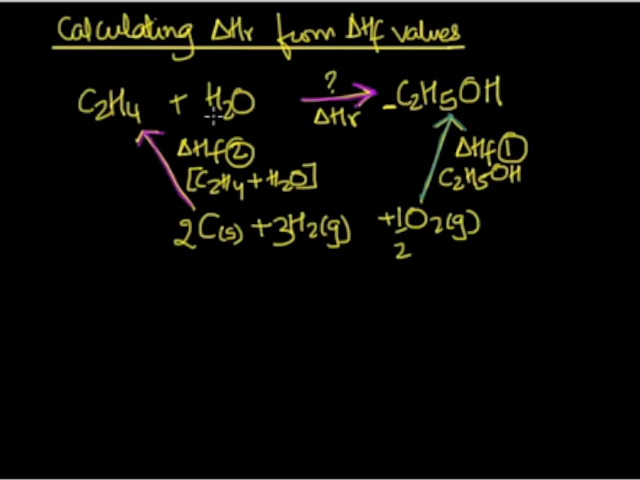 Calculating ΔHr from ΔHf values
C2H4 + H2O ? ΔHr C2H5OH
ΔHf 2 ΔHf 1
[C2H4 + H2O] C2H5OH
2C(s) + 3H2(g) + 1/2 O2(g)